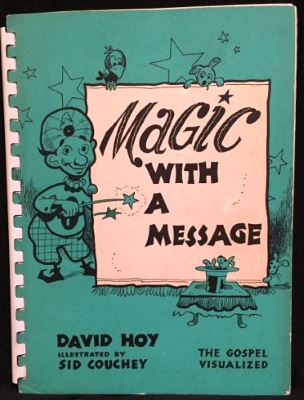 MAGIC
WITH
A
MESSAGE
DAVID HOY
ILLUSTRATED BY
SID COUCHEY
THE GOSPEL
VISUALIZED